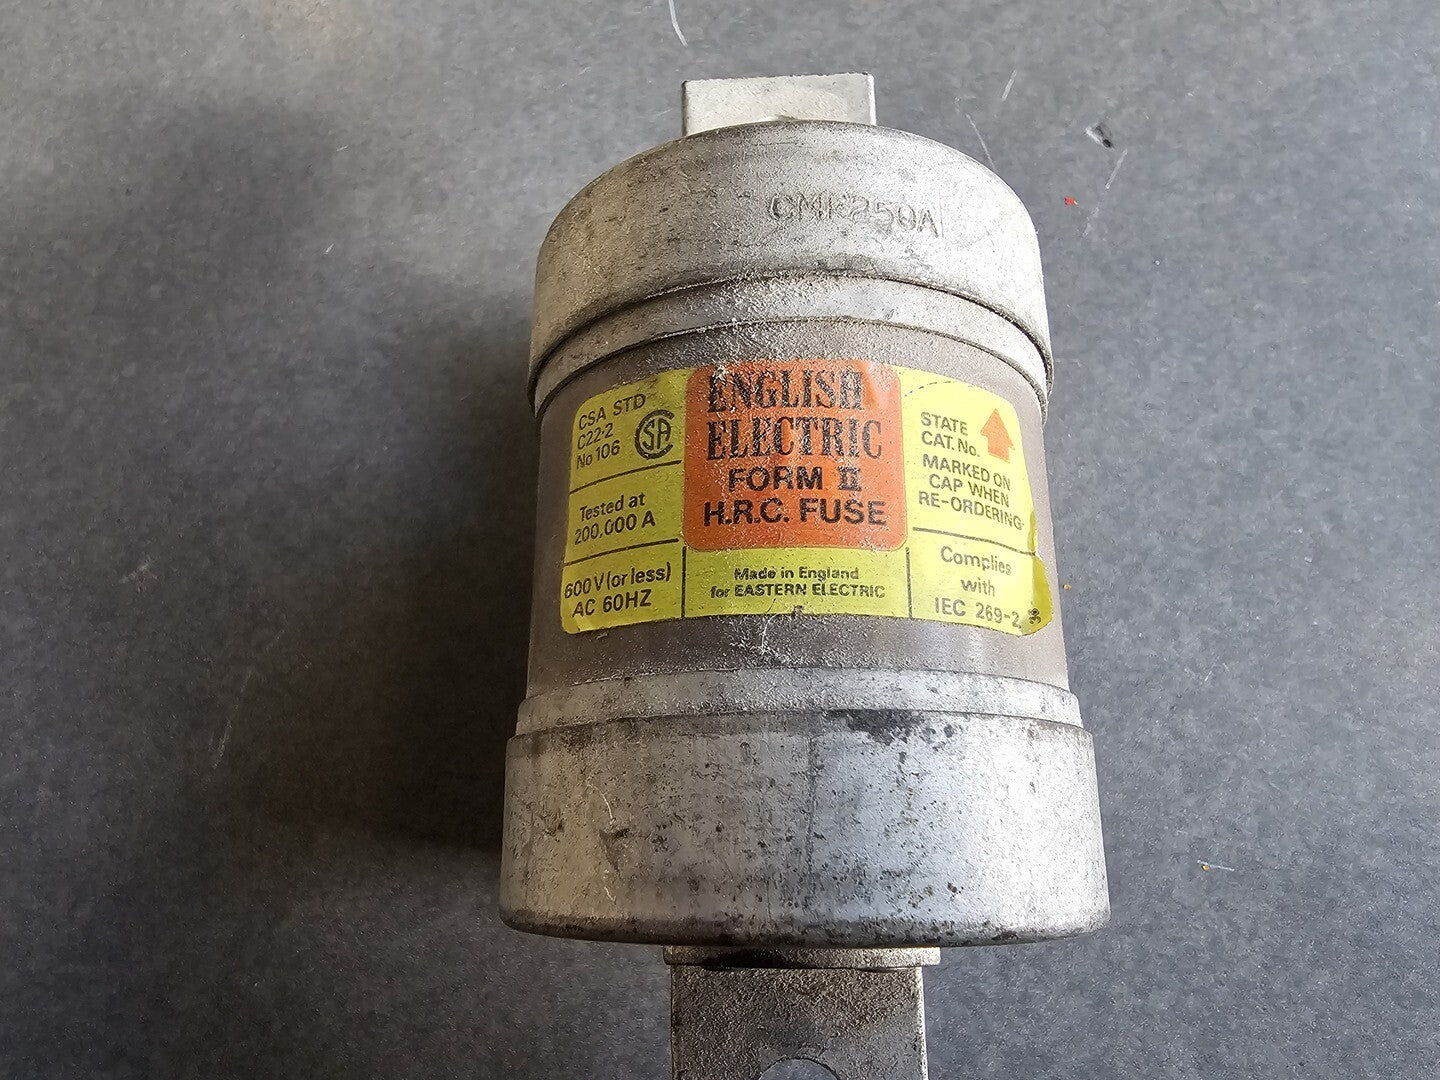 CMF250A
CSA STD
C22·2
No 106
SA
Tested at
200,000 A
600 V (or less)
AC 60HZ
ENGLISH
ELECTRIC
FORM II
H.R.C. FUSE
Made in England
for EASTERN ELECTRIC
STATE
CAT. No.
MARKED ON
CAP WHEN
RE-ORDERING
Complies
with
IEC 269-2